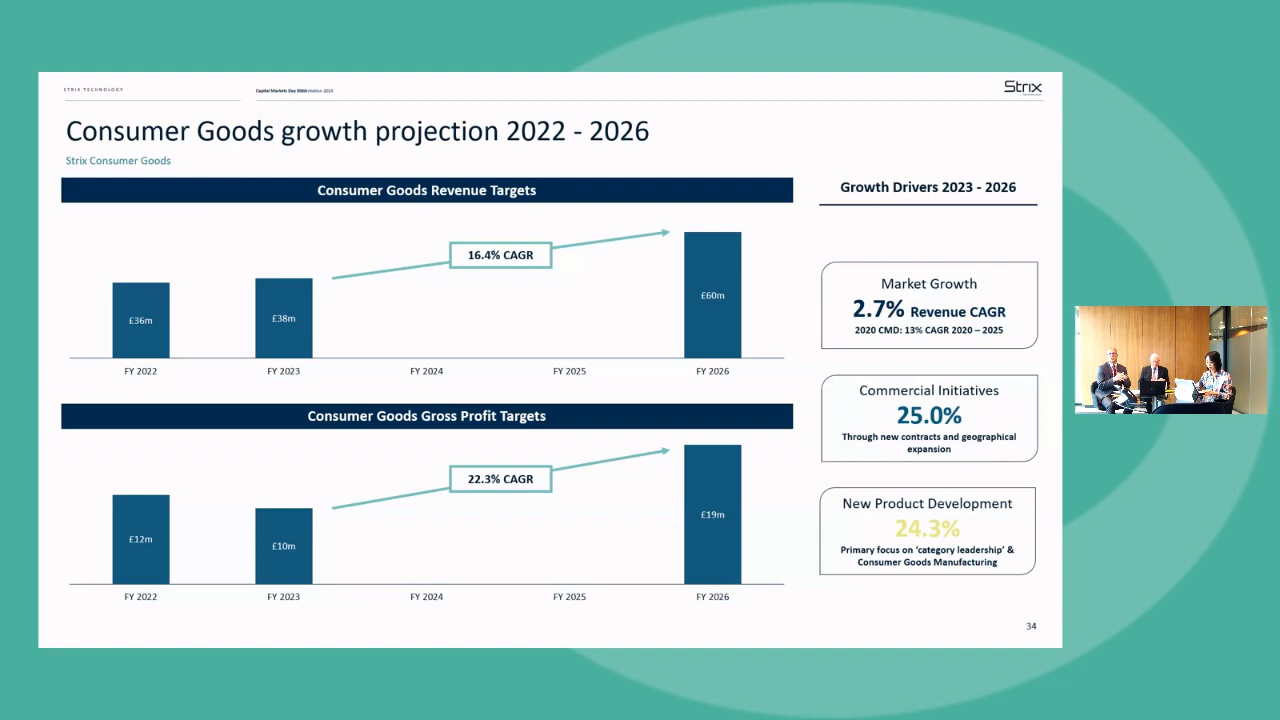 STRIX TECHNOLOGY
Capital Markets Day
2023
Strix
Consumer Goods growth projection 2022 - 2026
Strix Consumer Goods
Consumer Goods Revenue Targets
16.4% CAGR
£36m
£38m
£60m
FY 2022
FY 2023
FY 2024
FY 2025
FY 2026
Consumer Goods Gross Profit Targets
22.3% CAGR
£12m
£10m
£19m
FY 2022
FY 2023
FY 2024
FY 2025
FY 2026
Growth Drivers 2023 - 2026
Market Growth
2.7% Revenue CAGR
2020 CMD: 13% CAGR 2020 – 2025
Commercial Initiatives
25.0%
Through new contracts and geographical
expansion
New Product Development
24.3%
Primary focus on ‘category leadership’ &
Consumer Goods Manufacturing
34